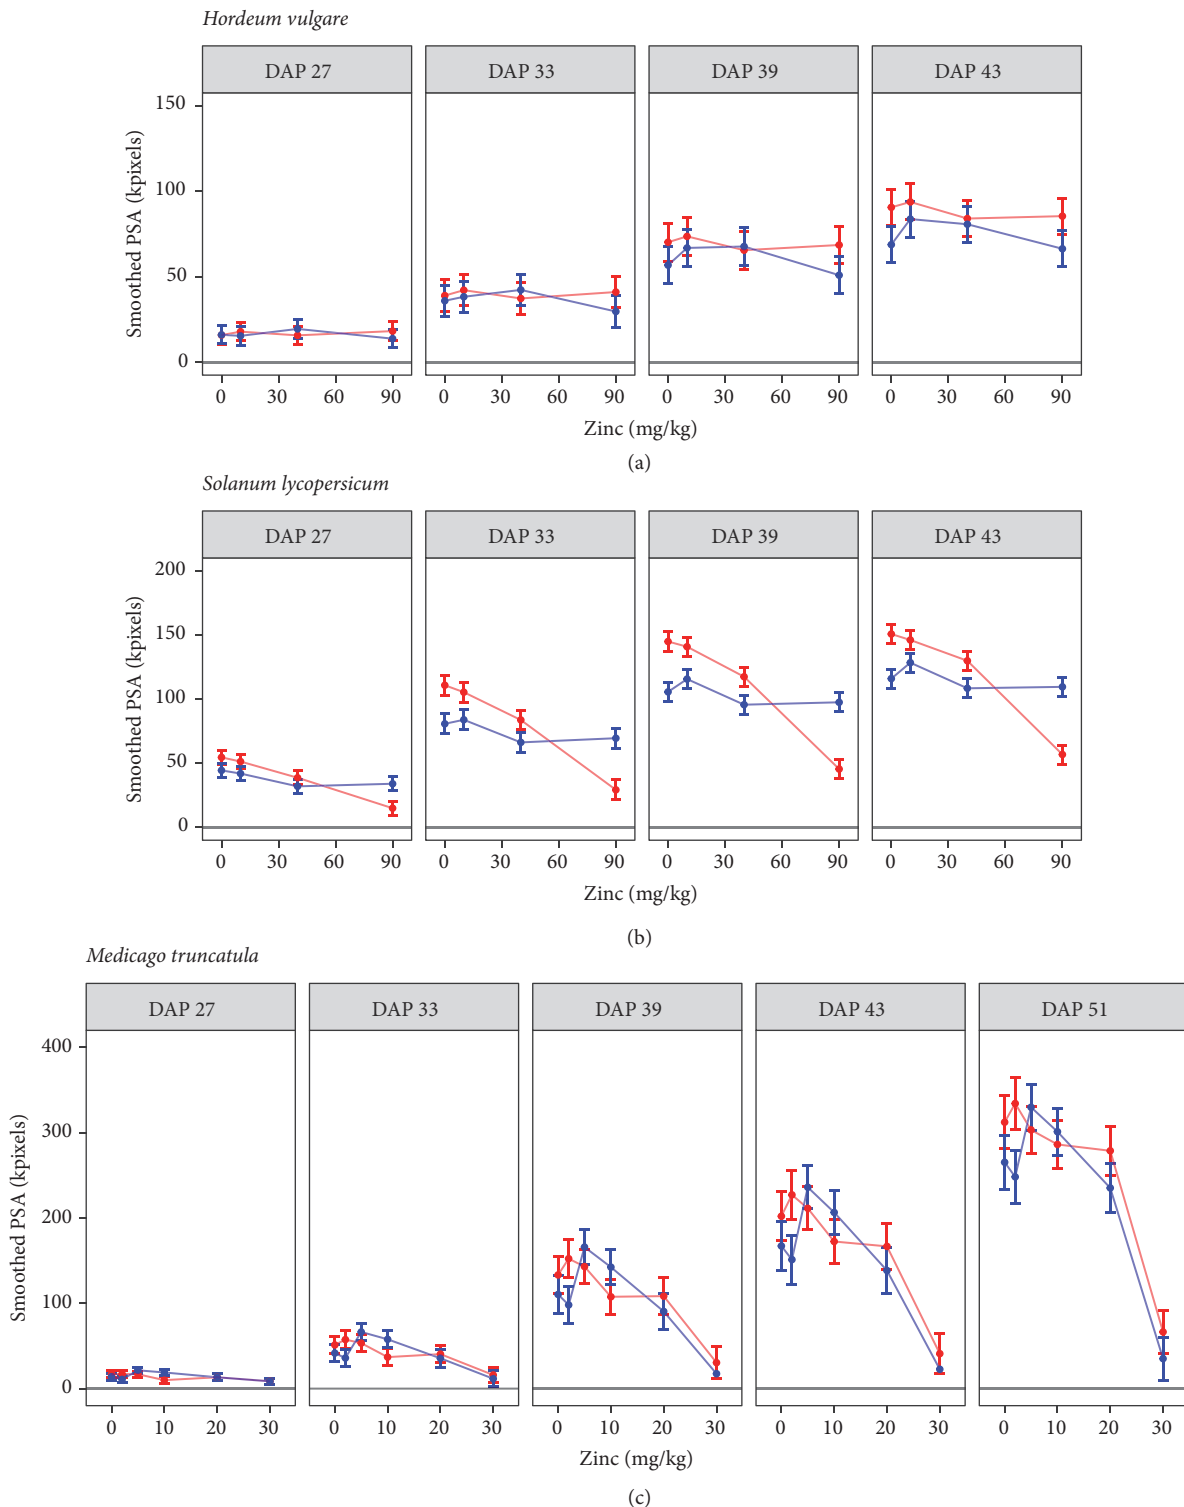 Hordeum vulgare
DAP 27 DAP 33 DAP 39 DAP 43
150
100
50
0
Smoothed PSA (kpixels)
0 30 60 90 0 30 60 90 0 30 60 90 0 30 60 90
Zinc (mg/kg)
(a)
Solanum lycopersicum
DAP 27 DAP 33 DAP 39 DAP 43
200
150
100
50
0
Smoothed PSA (kpixels)
0 30 60 90 0 30 60 90 0 30 60 90 0 30 60 90
Zinc (mg/kg)
(b)
Medicago truncatula
DAP 27 DAP 33 DAP 39 DAP 43 DAP 51
400
300
200
100
0
Smoothed PSA (kpixels)
0 10 20 30 0 10 20 30 0 10 20 30 0 10 20 30 0 10 20 30
Zinc (mg/kg)
(c)